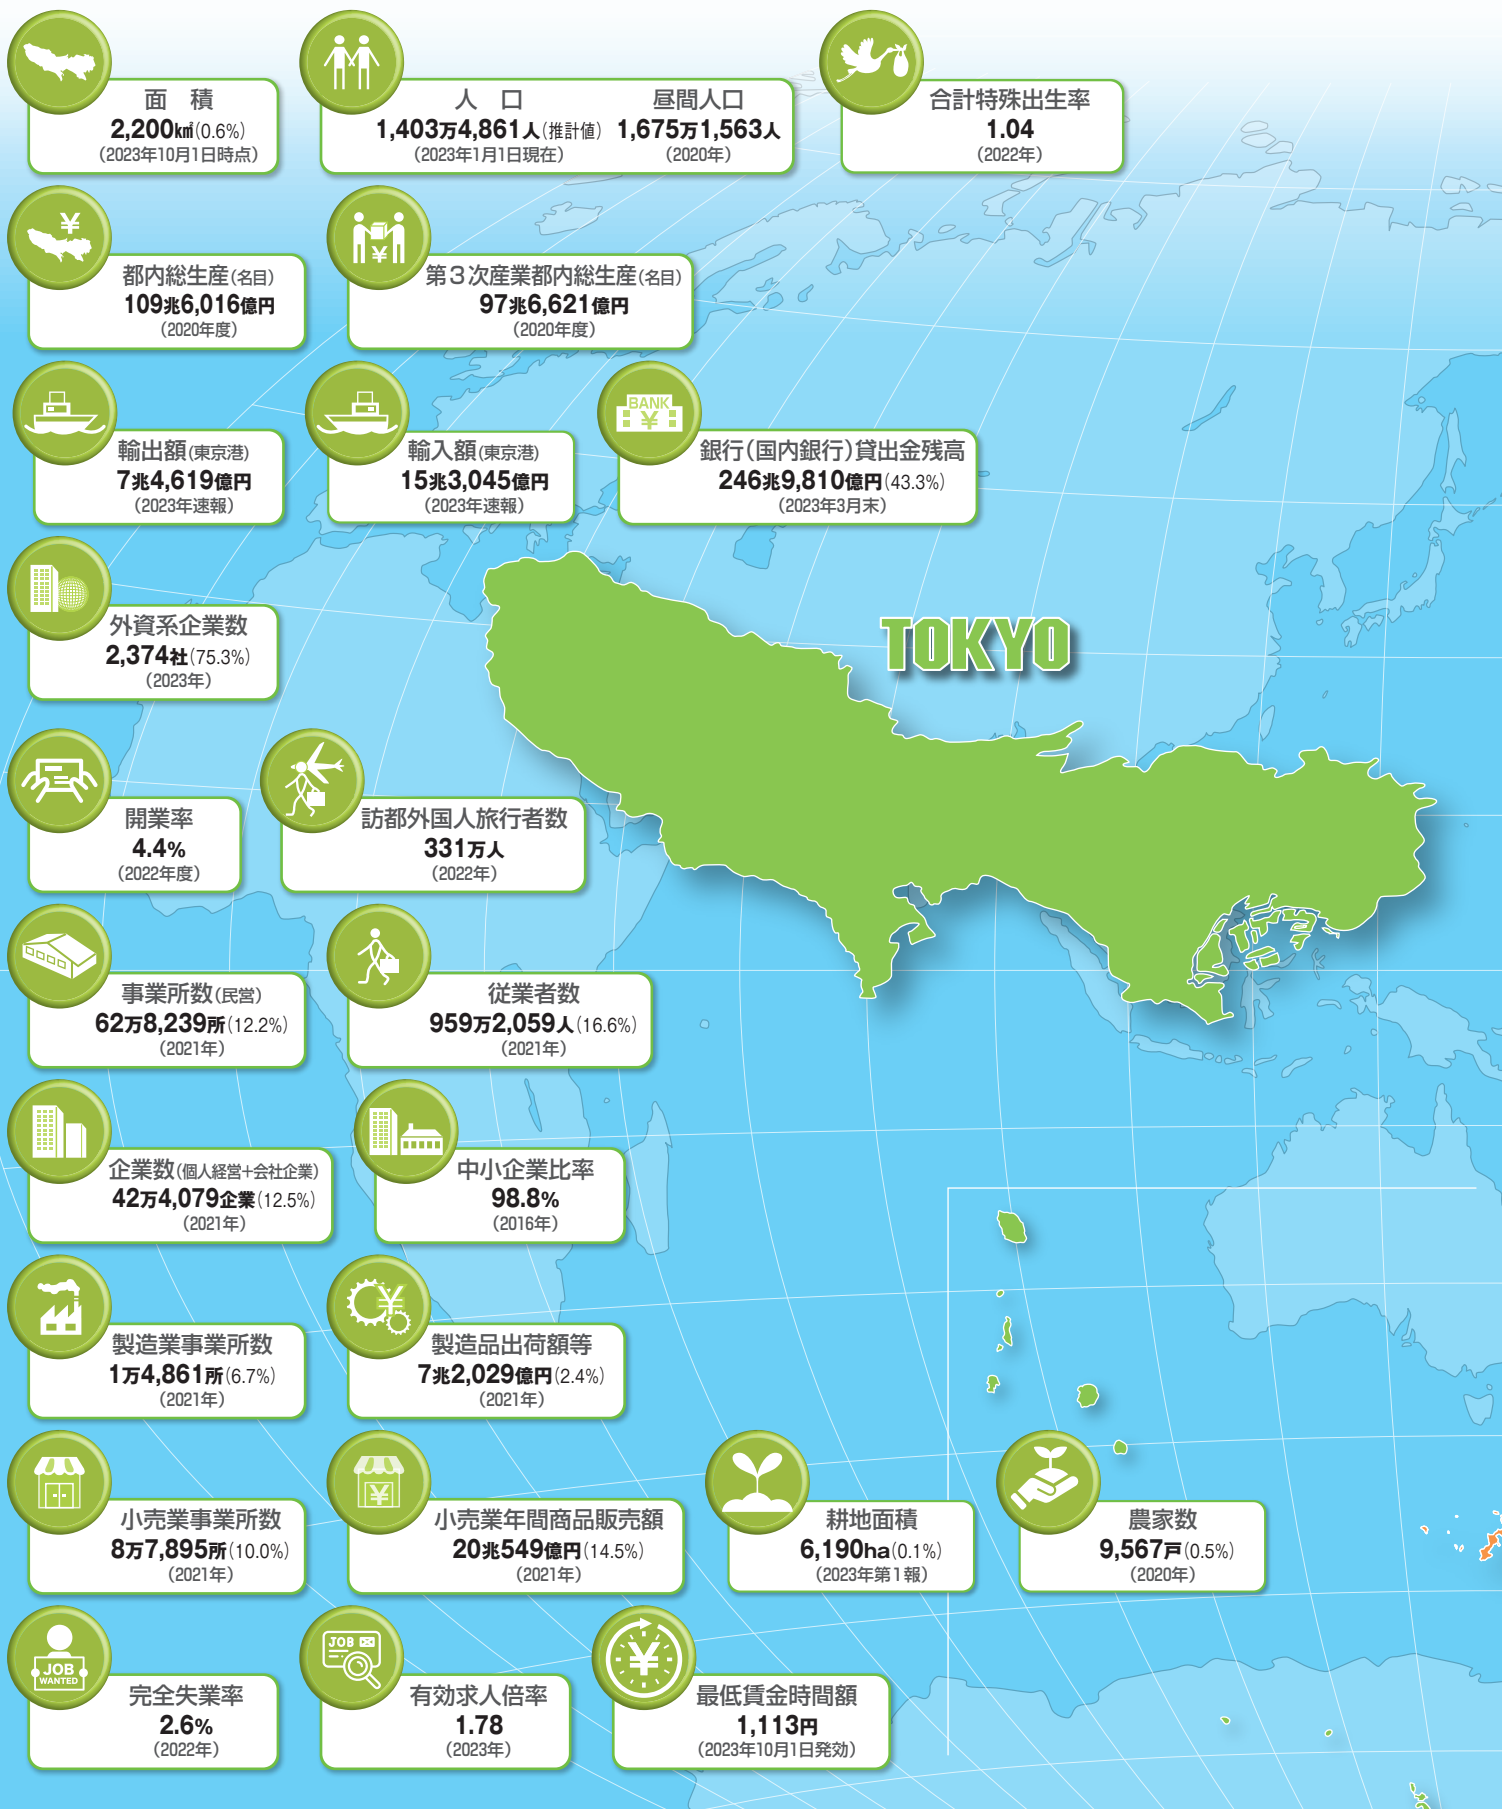 面　積
2,200㎢(0.6%)
(2023年10月1日時点)
人　口
1,403万4,861人(推計値)
(2023年1月1日現在)
昼間人口
1,675万1,563人
(2020年)
合計特殊出生率
1.04
(2022年)
¥
都内総生産(名目)
109兆6,016億円
(2020年度)
¥
第3次産業都内総生産(名目)
97兆6,621億円
(2020年度)
輸出額(東京港)
7兆4,619億円
(2023年速報)
輸入額(東京港)
15兆3,045億円
(2023年速報)
BANK
¥
銀行(国内銀行)貸出金残高
246兆9,810億円(43.3%)
(2023年3月末)
外資系企業数
2,374社(75.3%)
(2023年)
TOKYO
開業率
4.4%
(2022年度)
訪都外国人旅行者数
331万人
(2022年)
事業所数(民営)
62万8,239所(12.2%)
(2021年)
従業者数
959万2,059人(16.6%)
(2021年)
企業数(個人経営+会社企業)
42万4,079企業(12.5%)
(2021年)
中小企業比率
98.8%
(2016年)
製造業事業所数
1万4,861所(6.7%)
(2021年)
¥
製造品出荷額等
7兆2,029億円(2.4%)
(2021年)
小売業事業所数
8万7,895所(10.0%)
(2021年)
¥
小売業年間商品販売額
20兆549億円(14.5%)
(2021年)
耕地面積
6,190ha(0.1%)
(2023年第1報)
農家数
9,567戸(0.5%)
(2020年)
JOB
WANTED
完全失業率
2.6%
(2022年)
JOB
有効求人倍率
1.78
(2023年)
¥
最低賃金時間額
1,113円
(2023年10月1日発効)